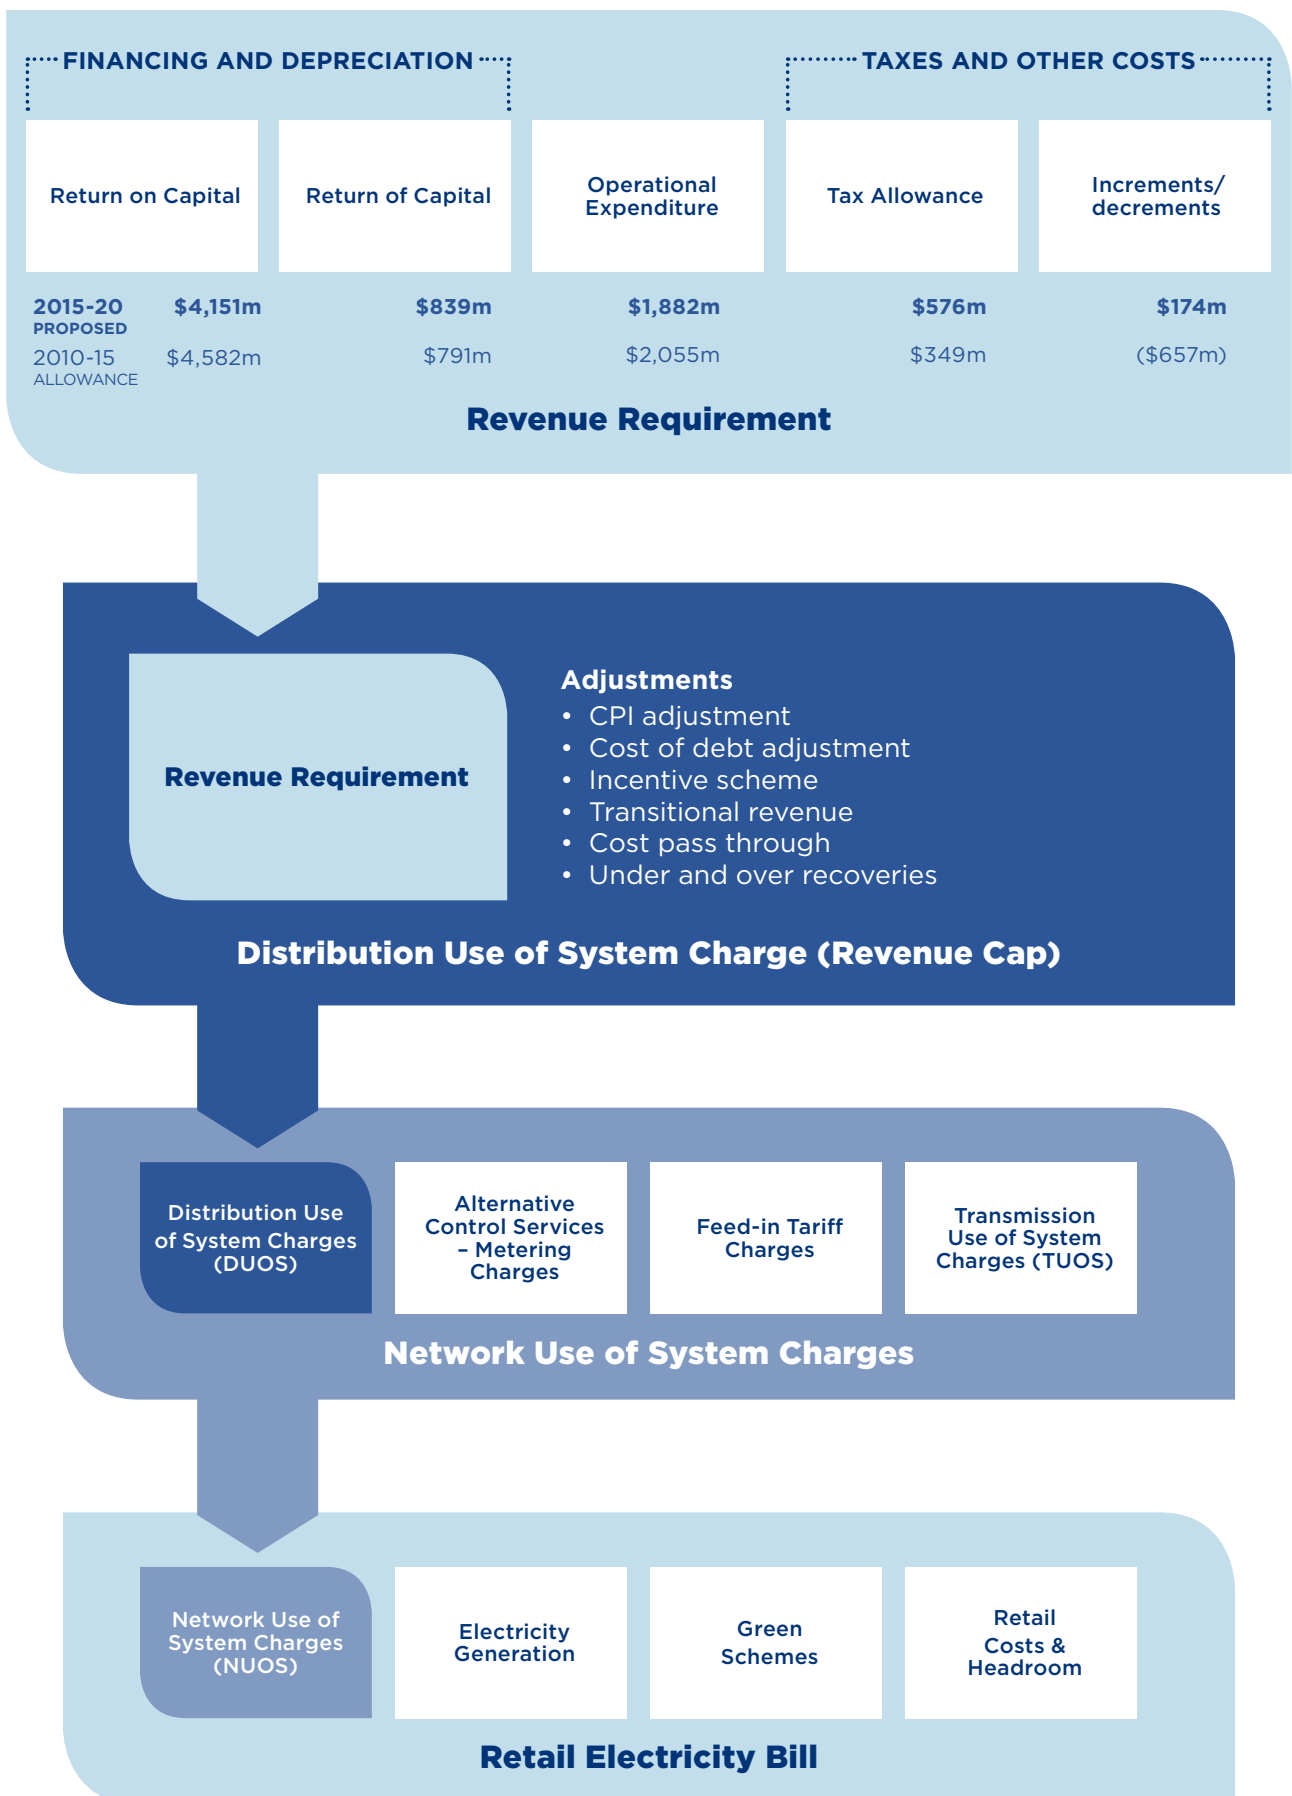 FINANCING AND DEPRECIATION
TAXES AND OTHER COSTS
Return on Capital
Return of Capital
Operational
Expenditure
Tax Allowance
Increments/
decrements
2015-20 $4,151m $839m $1,882m $576m $174m
PROPOSED
2010-15 $4,582m $791m $2,055m $349m ($657m)
ALLOWANCE
Revenue Requirement
Revenue Requirement
Adjustments
• CPI adjustment
• Cost of debt adjustment
• Incentive scheme
• Transitional revenue
• Cost pass through
• Under and over recoveries
Distribution Use of System Charge (Revenue Cap)
Distribution Use
of System Charges
(DUOS)
Alternative
Control Services
– Metering
Charges
Feed-in Tariff
Charges
Transmission
Use of System
Charges (TUOS)
Network Use of System Charges
Network Use of
System Charges
(NUOS)
Electricity
Generation
Green
Schemes
Retail
Costs &
Headroom
Retail Electricity Bill